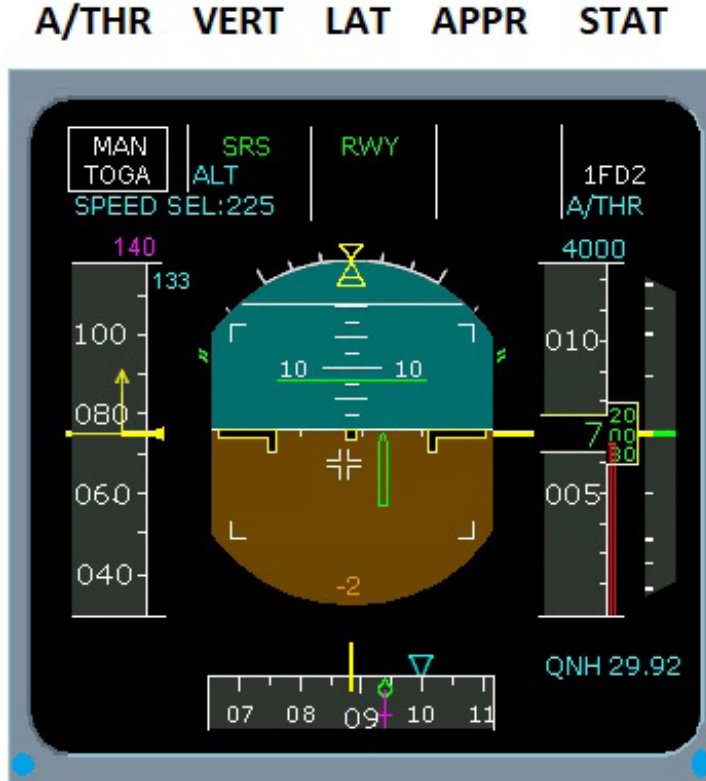 A/THR VERT LAT APPR STAT
MAN SRS RWY
TOGA ALT 1FD2
SPEED SEL:225 A/THR
140 4000
133
100 010
10 10
080 20
7 00
80
060 005
040
-2
QNH 29.92
07 08 09 10 11